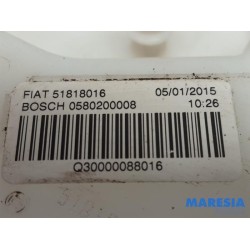 FIAT 51818016 05/01/2015
BOSCH 0580200008 10:26
Q30000088016
MARESIA